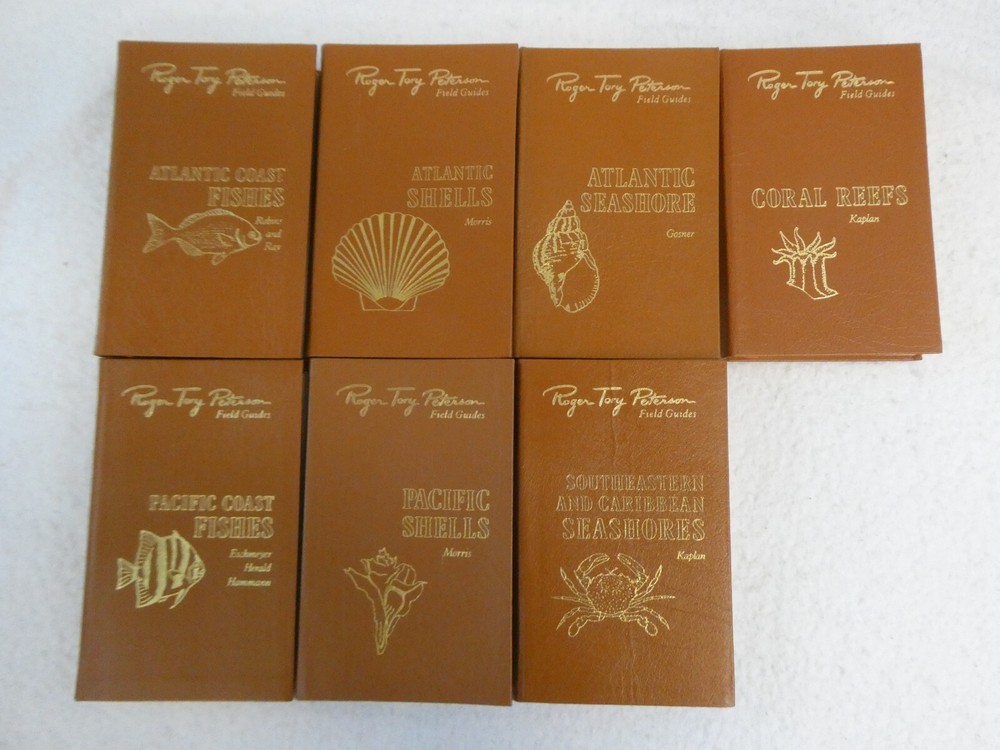 Roger Tory Peterson
Field Guides
ATLANTIC COAST
FISHES
Robins
and
Ray
Roger Tory Peterson
Field Guides
ATLANTIC
SHELLS
Morris
Roger Tory Peterson
Field Guides
ATLANTIC
SEASHORE
Gosner
Roger Tory Peterson
Field Guides
CORAL REEFS
Kaplan
Roger Tory Peterson
Field Guides
PACIFIC COAST
FISHES
Eschmeyer
Herald
Hammann
Roger Tory Peterson
Field Guides
PACIFIC
SHELLS
Morris
Roger Tory Peterson
Field Guides
SOUTHEASTERN
AND CARIBBEAN
SEASHORES
Kaplan